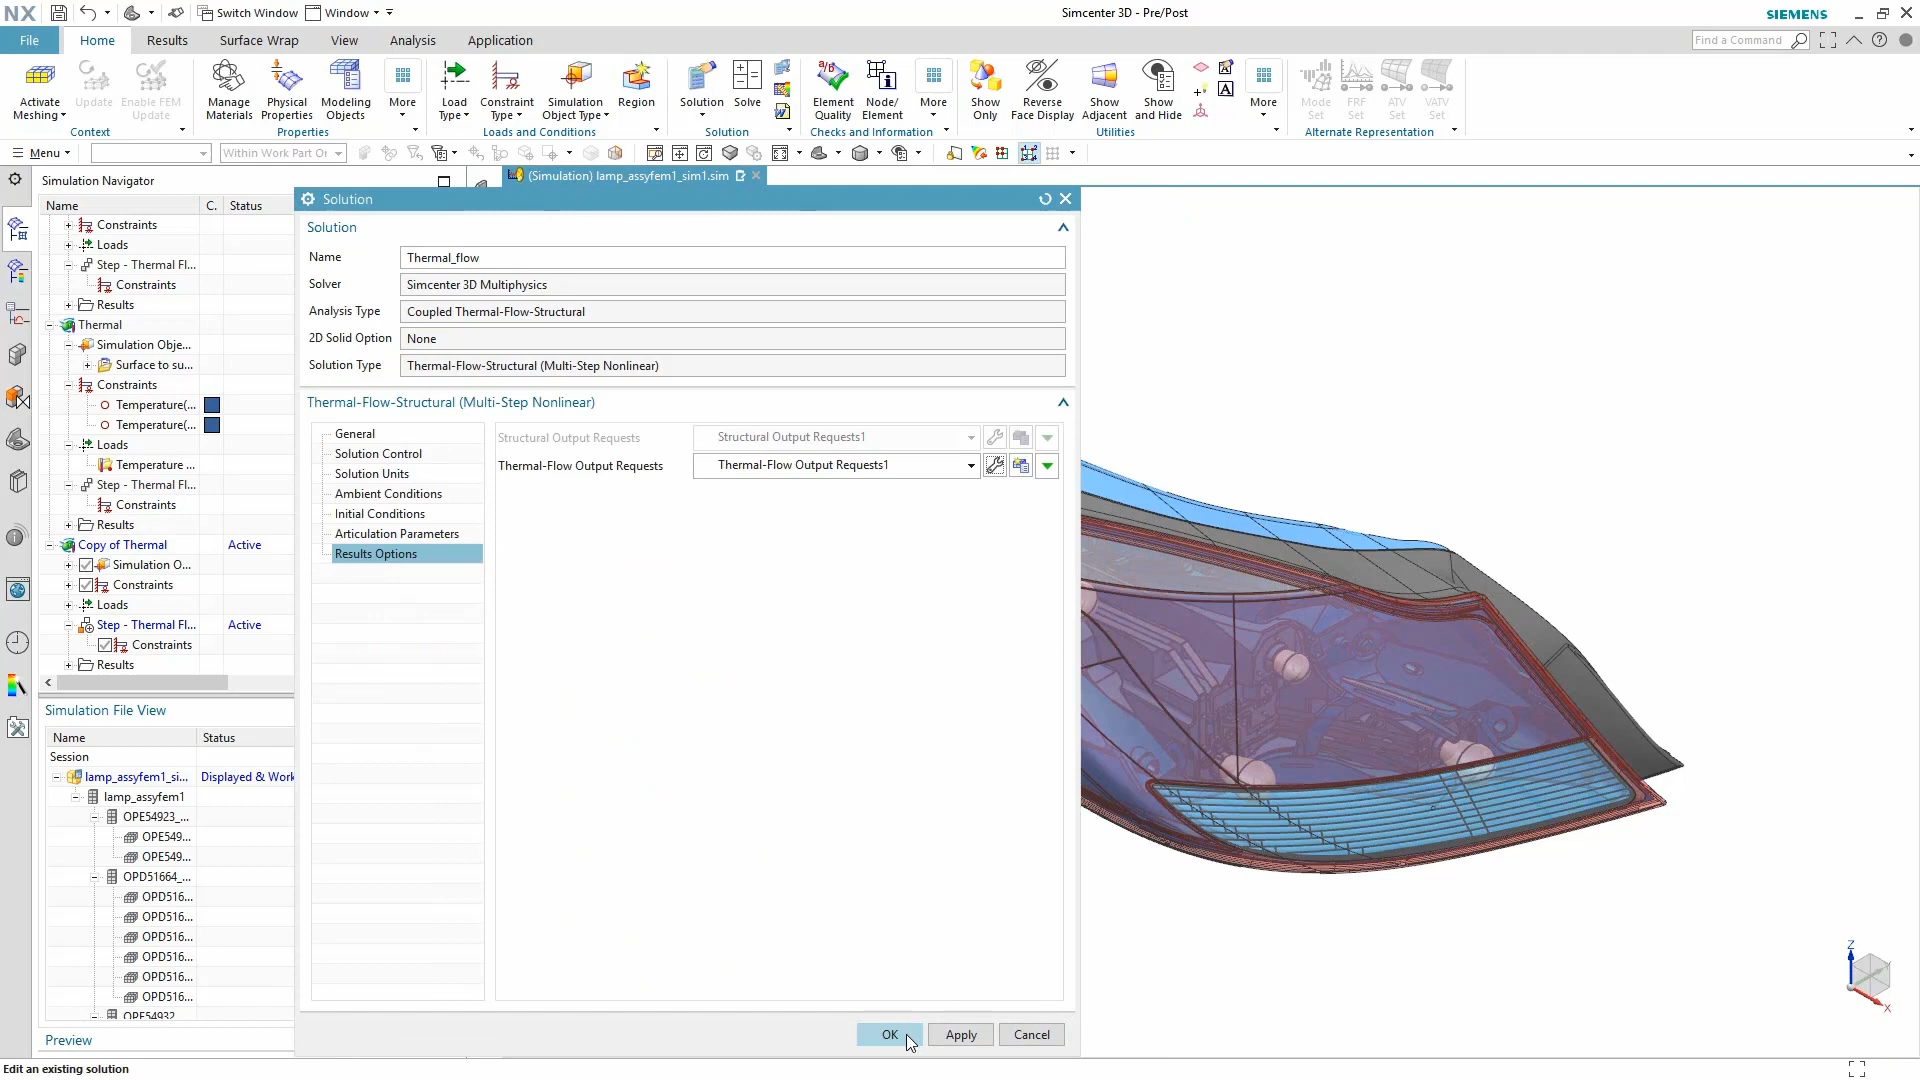 NX
Switch Window
Window
Simcenter 3D - Pre/Post
SIEMENS
File
Home
Results
Surface Wrap
View
Analysis
Application
Find a Command
Activate Meshing
Update
Enable FEM Update
Context
Manage Materials
Physical Properties
Modeling Objects
More
Properties
Load Type
Constraint Type
Simulation Object Type
Region
Loads and Conditions
Solution
Solve
Solution
Element Quality
Node/ Element
More
Checks and Information
Show Only
Reverse Face Display
Show Adjacent
Show and Hide
More
Utilities
Mode Set
FRF Set
ATV Set
VATV Set
Alternate Representation
Menu
Within Work Part Or
Simulation Navigator
(Simulation) lamp_assyfem1_sim1.sim
Name
C.
Status
Constraints
Loads
Step - Thermal Fl...
Constraints
Results
Thermal
Simulation Obje...
Surface to su...
Constraints
Temperature(...
Temperature(...
Loads
Temperature ...
Step - Thermal Fl...
Constraints
Results
Copy of Thermal
Active
Simulation O...
Constraints
Loads
Step - Thermal Fl...
Active
Constraints
Results
Simulation File View
Name
Status
Session
lamp_assyfem1_si...
Displayed & Work
lamp_assyfem1
OPE54923_...
OPE549...
OPE549...
OPD51664_...
OPD516...
OPD516...
OPD516...
OPD516...
OPD516...
OPD516...
OPE54932
Preview
Edit an existing solution
Solution
Solution
Name
Thermal_flow
Solver
Simcenter 3D Multiphysics
Analysis Type
Coupled Thermal-Flow-Structural
2D Solid Option
None
Solution Type
Thermal-Flow-Structural (Multi-Step Nonlinear)
Thermal-Flow-Structural (Multi-Step Nonlinear)
General
Solution Control
Solution Units
Ambient Conditions
Initial Conditions
Articulation Parameters
Results Options
Structural Output Requests
Structural Output Requests1
Thermal-Flow Output Requests
Thermal-Flow Output Requests1
OK
Apply
Cancel
Z
X